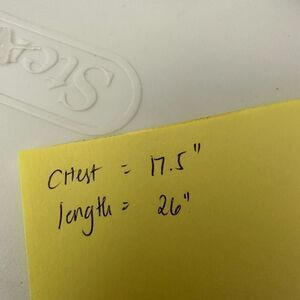 CHest = 17.5"
length = 26"